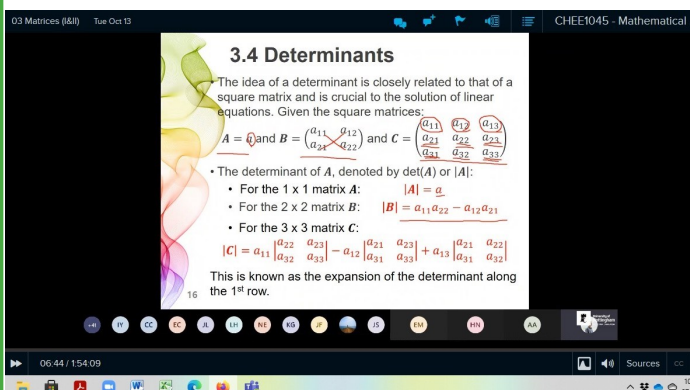 03 Matrices (I&II) Tue Oct 13
CHEE1045 - Mathematical
3.4 Determinants
• The idea of a determinant is closely related to that of a
square matrix and is crucial to the solution of linear
equations. Given the square matrices:
A = a and B = (a₁₁ a₁₂ a₂₁ a₂₂) and C = (a₁₁ a₁₂ a₁₃ a₂₁ a₂₂ a₂₃ a₃₁ a₃₂ a₃₃)
• The determinant of A, denoted by det(A) or |A|:
• For the 1 x 1 matrix A: |A| = a
• For the 2 x 2 matrix B: |B| = a₁₁a₂₂ − a₁₂a₂₁
• For the 3 x 3 matrix C:
|C| = a₁₁ |a₂₂ a₂₃ a₃₂ a₃₃| − a₁₂ |a₂₁ a₂₃ a₃₁ a₃₃| + a₁₃ |a₂₁ a₂₂ a₃₁ a₃₂|
This is known as the expansion of the determinant along
the 1st row.
16
+41 IY CC EC JL LH NE KG JF JS EM HN AA
06:44 / 1:54:09
Sources CC